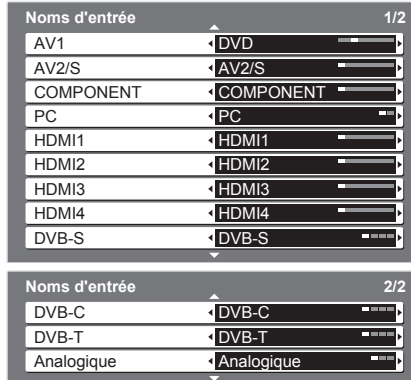 Noms d'entrée 1/2
AV1 DVD
AV2/S AV2/S
COMPONENT COMPONENT
PC PC
HDMI1 HDMI1
HDMI2 HDMI2
HDMI3 HDMI3
HDMI4 HDMI4
DVB-S DVB-S
Noms d'entrée 2/2
DVB-C DVB-C
DVB-T DVB-T
Analogique Analogique